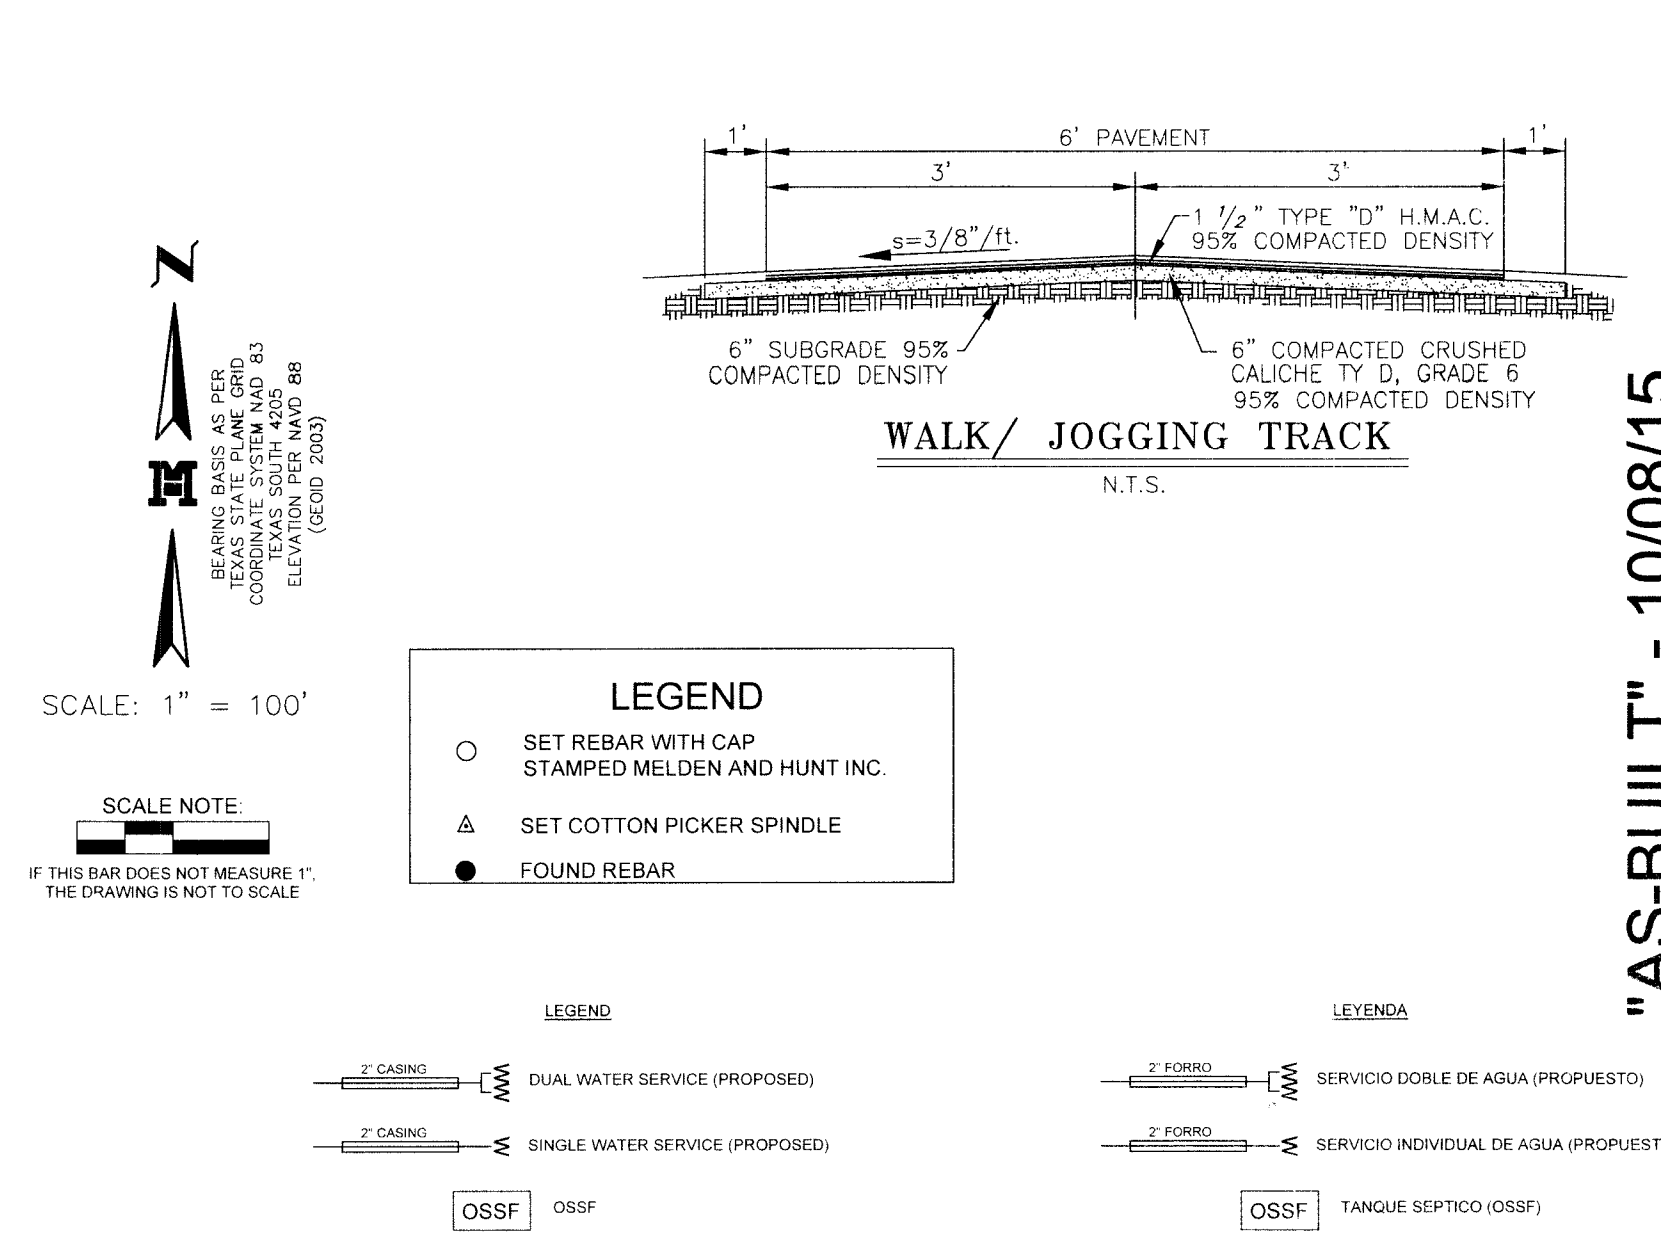 1' 6' PAVEMENT 1'
3' 3'
s=3/8"/ft.
1 1/2" TYPE "D" H.M.A.C.
95% COMPACTED DENSITY
6" SUBGRADE 95%
COMPACTED DENSITY
6" COMPACTED CRUSHED
CALICHE TY D, GRADE 6
95% COMPACTED DENSITY
WALK/ JOGGING TRACK
N.T.S.
N
BEARING BASIS AS PER
TEXAS STATE PLANE GRID
COORDINATE SYSTEM NAD 83
TEXAS SOUTH 4205
ELEVATION PER NAVD 88
(GEOID 2003)
SCALE: 1" = 100'
SCALE NOTE:
IF THIS BAR DOES NOT MEASURE 1",
THE DRAWING IS NOT TO SCALE
LEGEND
SET REBAR WITH CAP
STAMPED MELDEN AND HUNT INC.
SET COTTON PICKER SPINDLE
FOUND REBAR
"AS-BUILT" - 10/08/15
LEGEND
2" CASING
DUAL WATER SERVICE (PROPOSED)
2" CASING
SINGLE WATER SERVICE (PROPOSED)
OSSF OSSF
LEYENDA
2" FORRO
SERVICIO DOBLE DE AGUA (PROPUESTO)
2" FORRO
SERVICIO INDIVIDUAL DE AGUA (PROPUEST
OSSF TANQUE SEPTICO (OSSF)